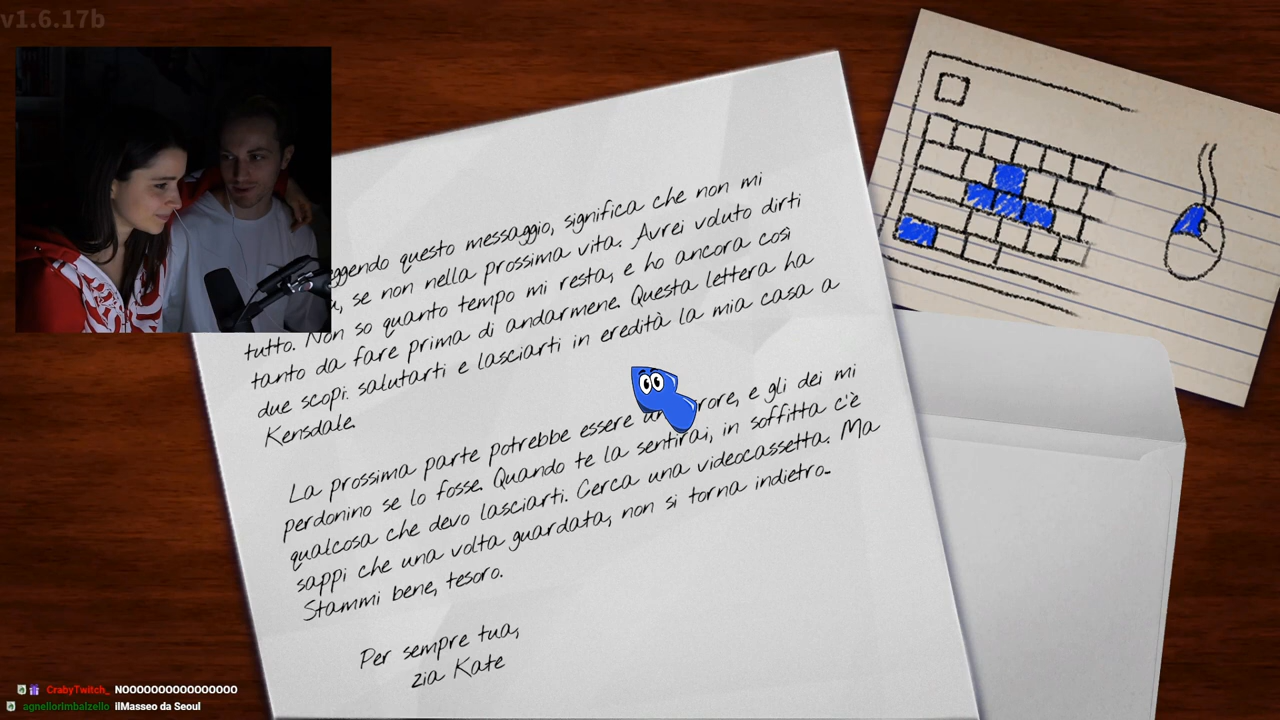 v1.6.17b
ggendo questo messaggio, significa che non mi
, se non nella prossima vita. Avrei voluto dirti
tutto. Non so quanto tempo mi resta, e ho ancora così
tanto da fare prima di andarmene. Questa lettera ha
due scopi: salutarti e lasciarti in eredità la mia casa a
Kensdale.
La prossima parte potrebbe essere un rore, e gli dei mi
perdonino se lo fosse. Quando te la sentirai, in soffitta c'è
qualcosa che devo lasciarti. Cerca una videocassetta. Ma
sappi che una volta guardata, non si torna indietro...
Stammi bene, tesoro.
Per sempre tua,
zia Kate
CrabyTwitch_ NOOOOOOOOOOOOOOOO
agnellorImbalzello ilMasseo da Seoul